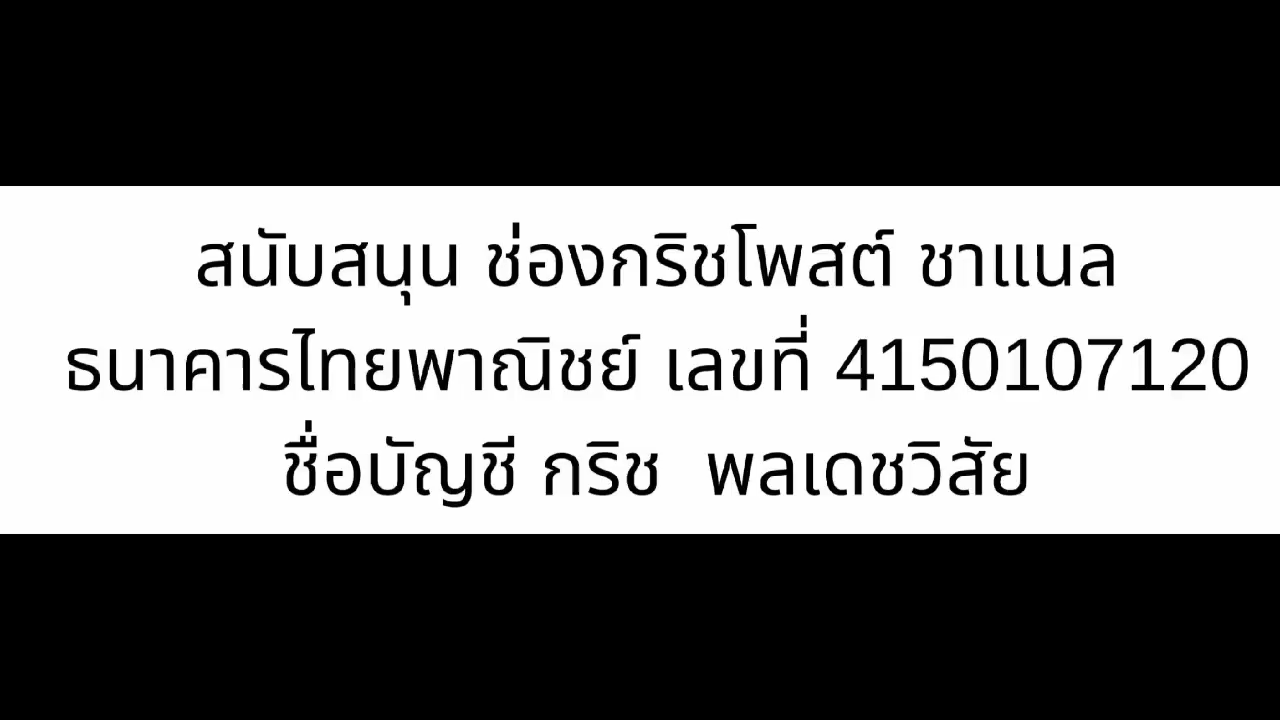 สนับสนุน ช่องกริชโพสต์ ชาแนล
ธนาคารไทยพาณิชย์ เลขที่ 4150107120
ชื่อบัญชี กริช  พลเดชวิสัย